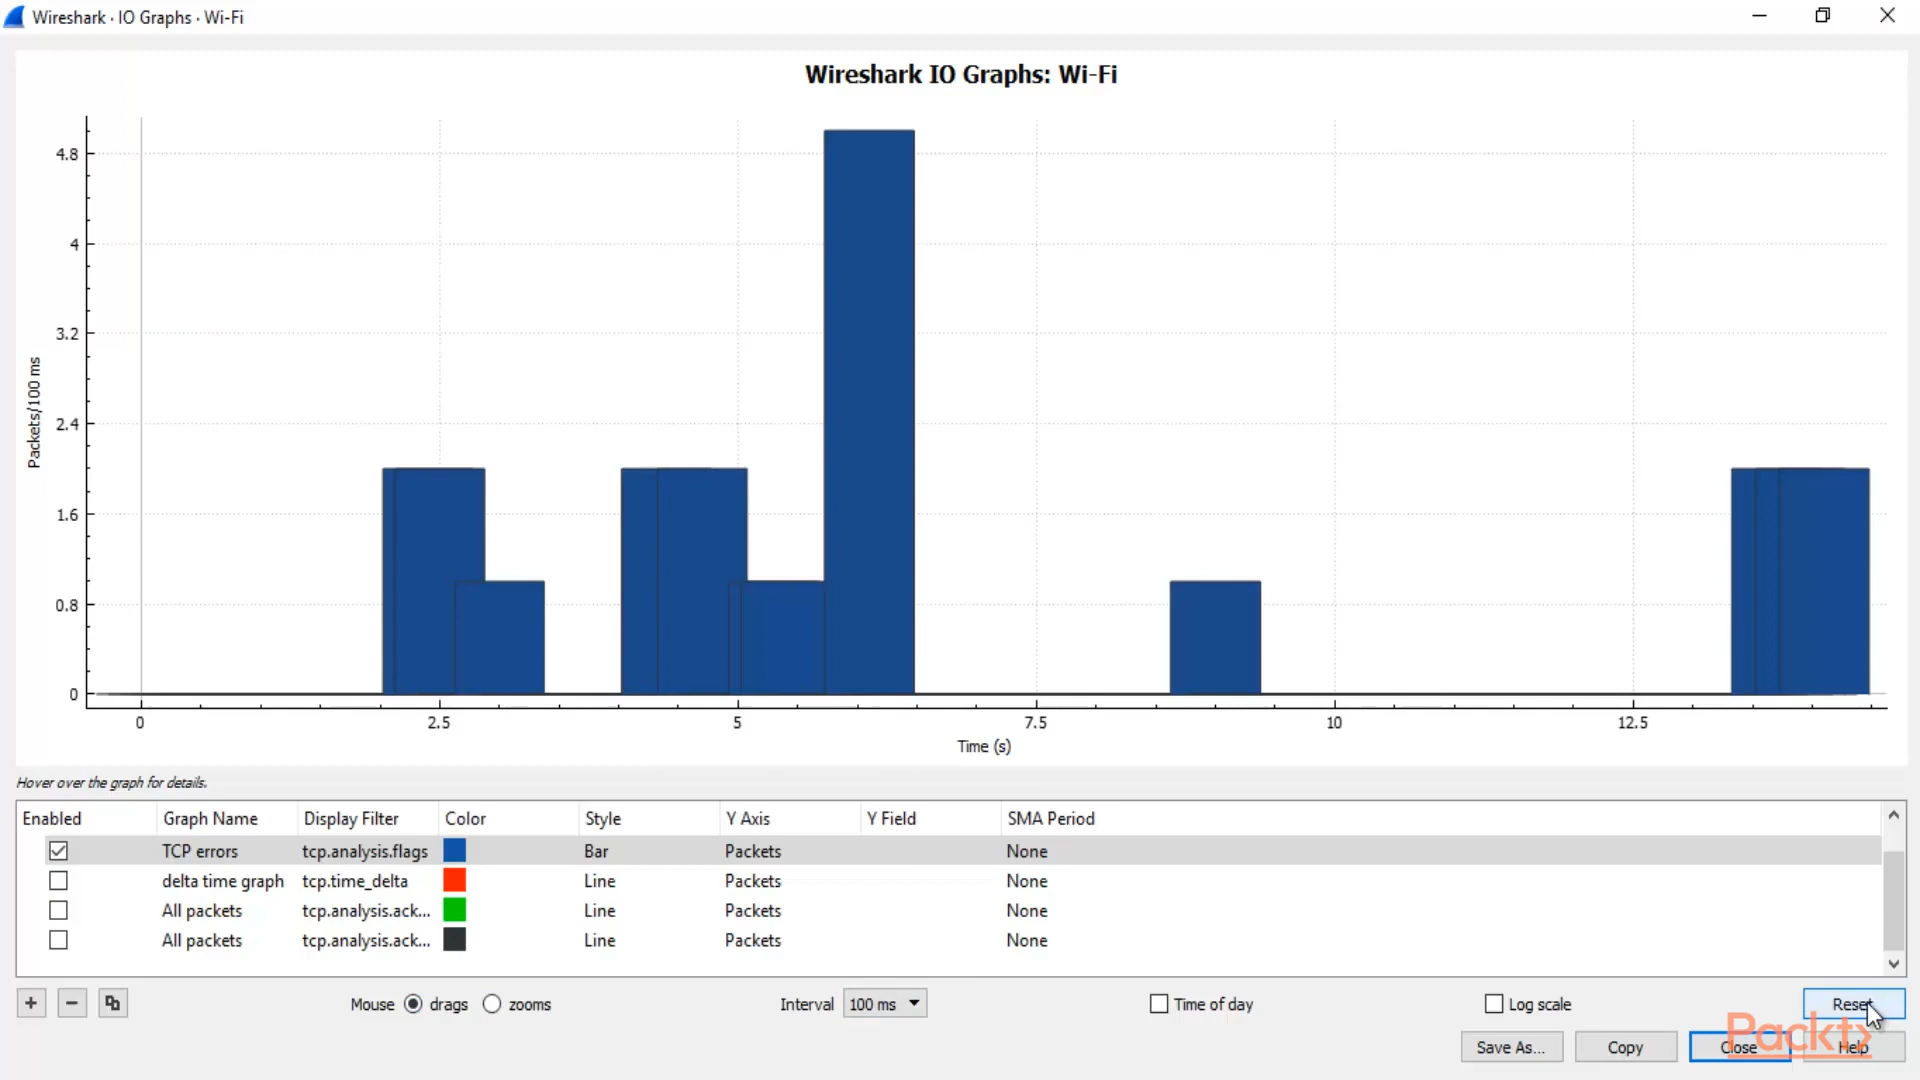 Wireshark · IO Graphs · Wi-Fi
Wireshark IO Graphs: Wi-Fi
4.8
4
3.2
2.4
1.6
0.8
0
Packets/100 ms
0 2.5 5 7.5 10 12.5
Time (s)
Hover over the graph for details.
Enabled Graph Name Display Filter Color Style Y Axis Y Field SMA Period
TCP errors tcp.analysis.flags Bar Packets None
delta time graph tcp.time_delta Line Packets None
All packets tcp.analysis.ack... Line Packets None
All packets tcp.analysis.ack... Line Packets None
+ − Mouse drags zooms Interval 100 ms Time of day Log scale Reset
Save As... Copy Close Help
Packt>